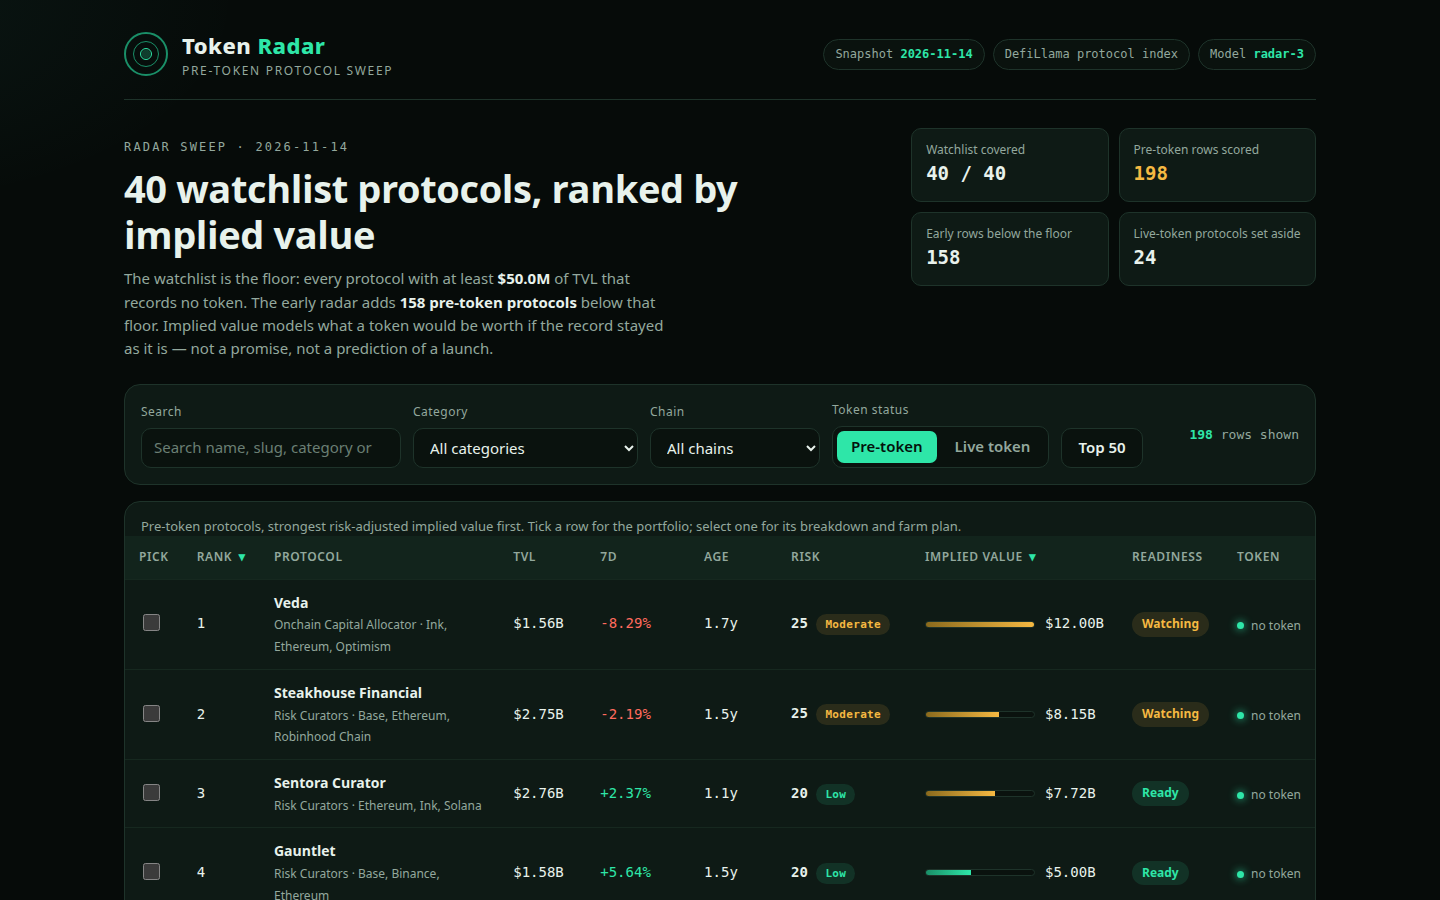 Token Radar
PRE-TOKEN PROTOCOL SWEEP
Snapshot 2026-11-14
DefiLlama protocol index
Model radar-3
RADAR SWEEP · 2026-11-14
40 watchlist protocols, ranked by
implied value
The watchlist is the floor: every protocol with at least $50.0M of TVL that
records no token. The early radar adds 158 pre-token protocols below that
floor. Implied value models what a token would be worth if the record stayed
as it is — not a promise, not a prediction of a launch.
Watchlist covered
40 / 40
Pre-token rows scored
198
Early rows below the floor
158
Live-token protocols set aside
24
Search
Search name, slug, category or
Category
All categories
Chain
All chains
Token status
Pre-token
Live token
Top 50
198 rows shown
Pre-token protocols, strongest risk-adjusted implied value first. Tick a row for the portfolio; select one for its breakdown and farm plan.
PICK RANK ▼ PROTOCOL TVL 7D AGE RISK IMPLIED VALUE ▼ READINESS TOKEN
1 Veda $1.56B -8.29% 1.7y 25 Moderate $12.00B Watching no token
Onchain Capital Allocator · Ink,
Ethereum, Optimism
2 Steakhouse Financial $2.75B -2.19% 1.5y 25 Moderate $8.15B Watching no token
Risk Curators · Base, Ethereum,
Robinhood Chain
3 Sentora Curator $2.76B +2.37% 1.1y 20 Low $7.72B Ready no token
Risk Curators · Ethereum, Ink, Solana
4 Gauntlet $1.58B +5.64% 1.5y 20 Low $5.00B Ready no token
Risk Curators · Base, Binance,
Ethereum